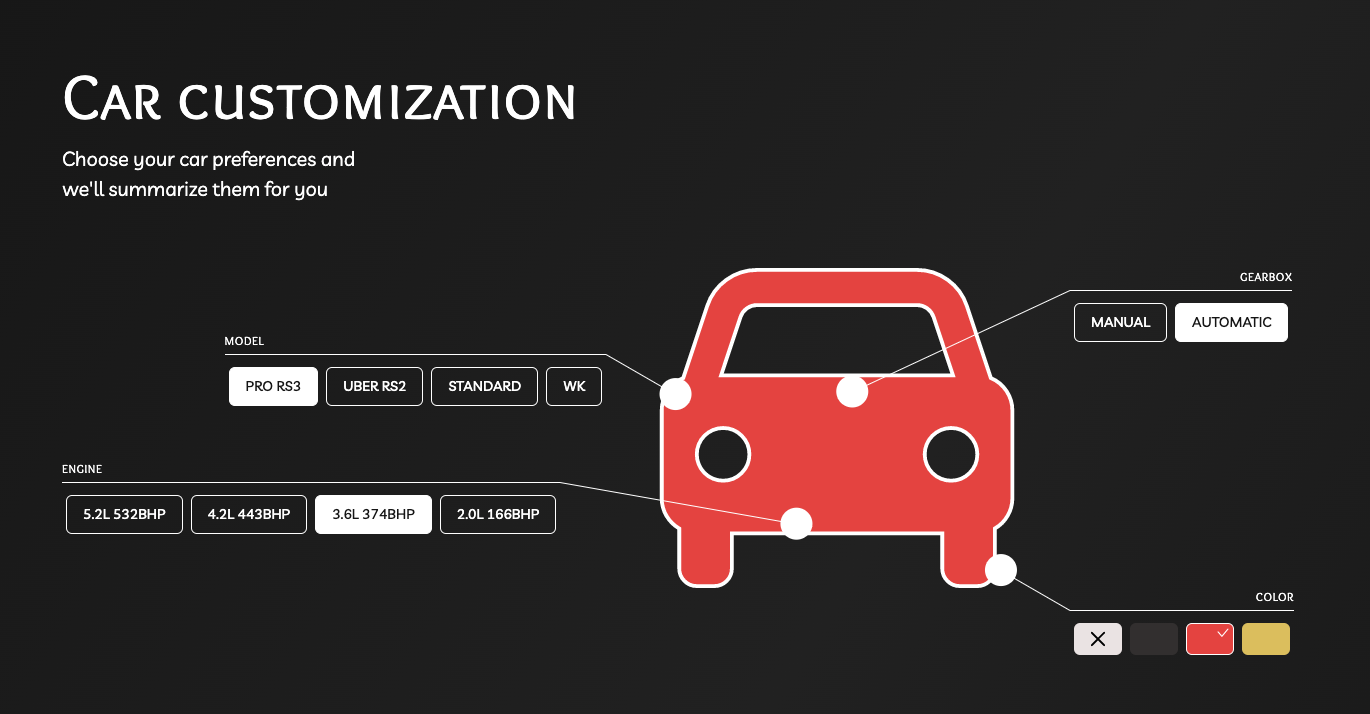 Car customization
Choose your car preferences and
we'll summarize them for you
GEARBOX
MANUAL AUTOMATIC
MODEL
PRO RS3 UBER RS2 STANDARD WK
ENGINE
5.2L 532BHP 4.2L 443BHP 3.6L 374BHP 2.0L 166BHP
COLOR